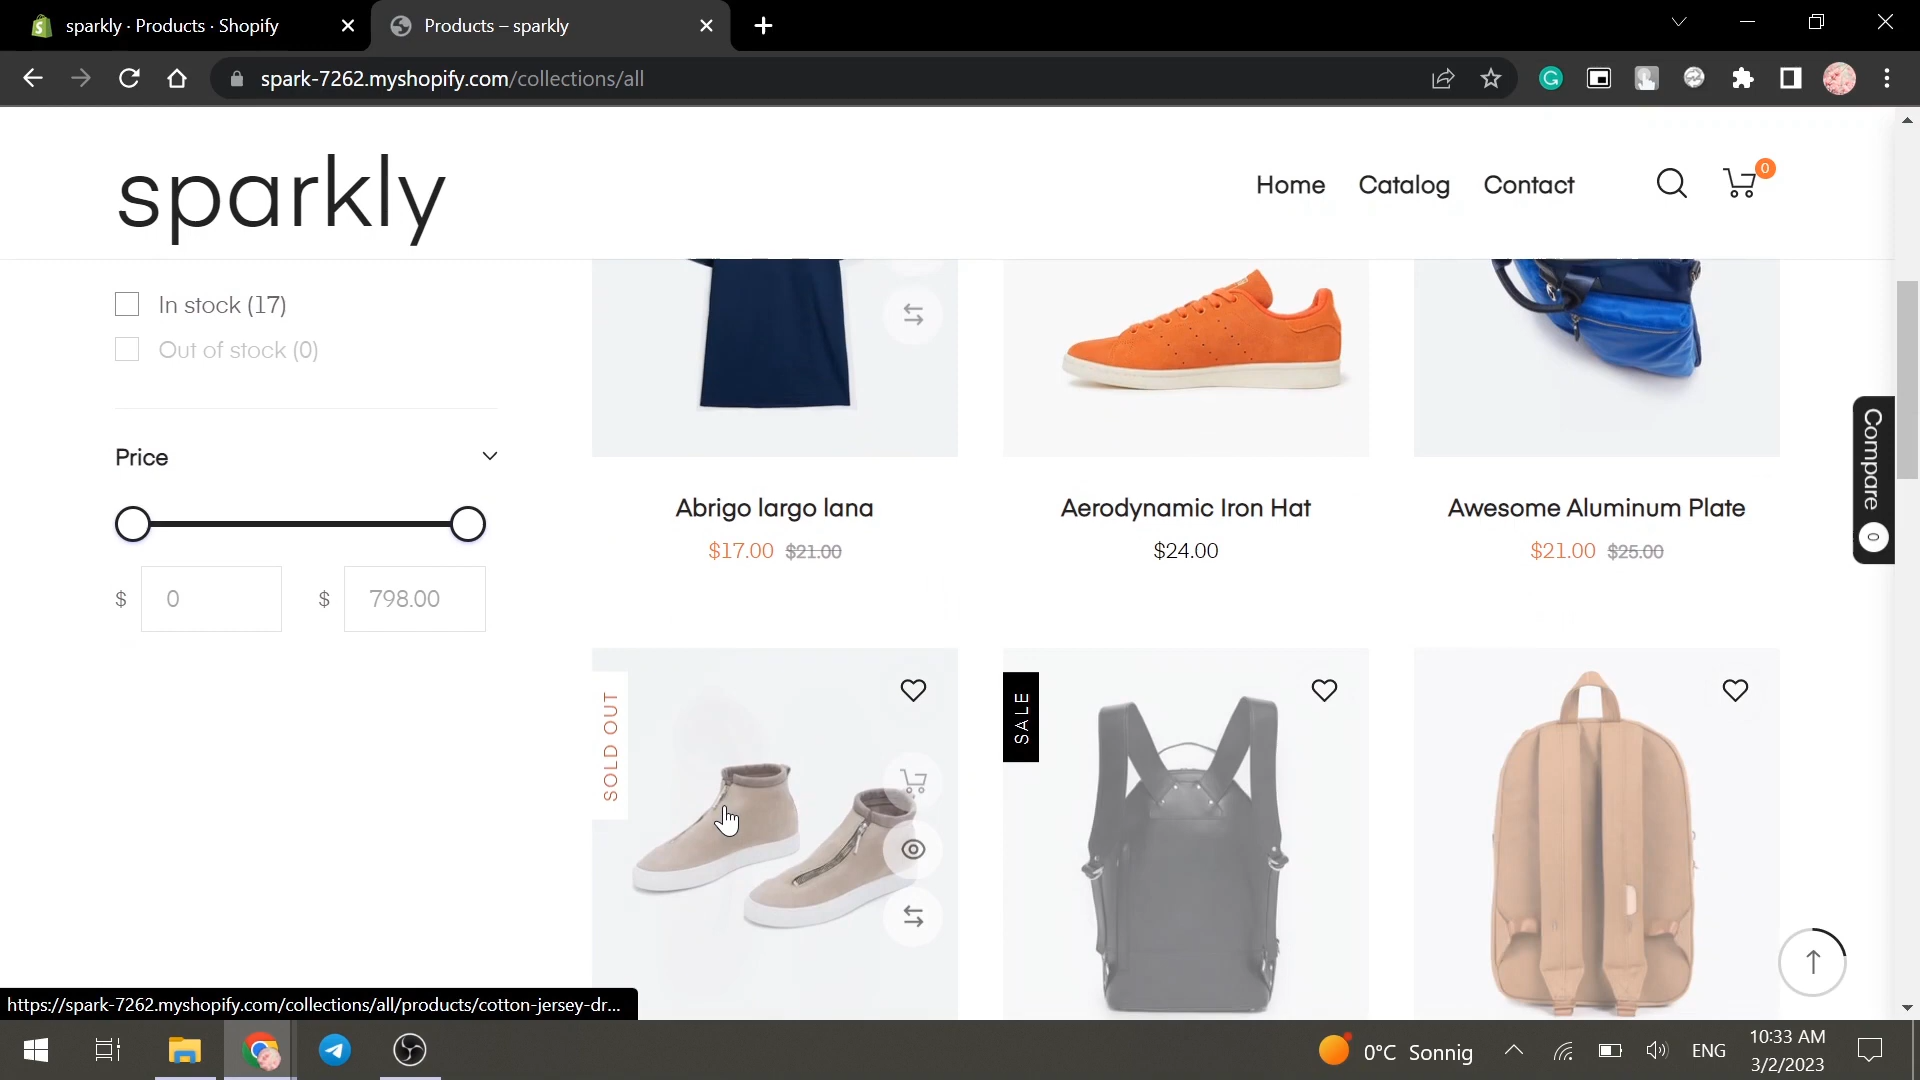 sparkly · Products · Shopify
Products – sparkly
spark-7262.myshopify.com/collections/all
sparkly
Home
Catalog
Contact
0
In stock (17)
Out of stock (0)
Price
$ 0
$ 798.00
Abrigo largo lana
$17.00 $21.00
Aerodynamic Iron Hat
$24.00
Awesome Aluminum Plate
$21.00 $25.00
Compare 0
SOLD OUT
SALE
https://spark-7262.myshopify.com/collections/all/products/cotton-jersey-dr...
0°C Sonnig
ENG
10:33 AM
3/2/2023